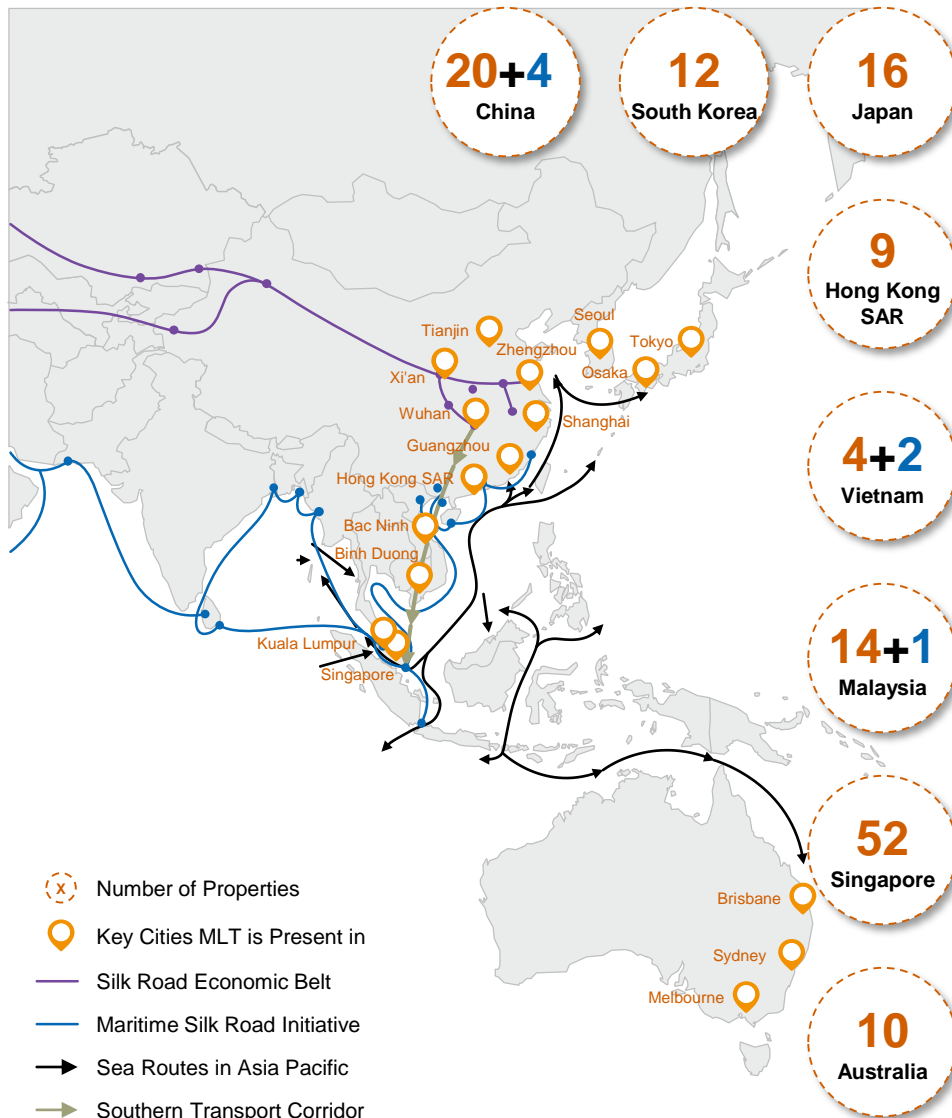 20+4
China
12
South Korea
16
Japan
9
Hong Kong
SAR
4+2
Vietnam
14+1
Malaysia
52
Singapore
10
Australia
Tianjin
Seoul
Zhengzhou
Tokyo
Xi'an
Osaka
Wuhan
Shanghai
Guangzhou
Hong Kong SAR
Bac Ninh
Binh Duong
Kuala Lumpur
Singapore
Brisbane
Sydney
Melbourne
X
Number of Properties
Key Cities MLT is Present in
Silk Road Economic Belt
Maritime Silk Road Initiative
Sea Routes in Asia Pacific
Southern Transport Corridor